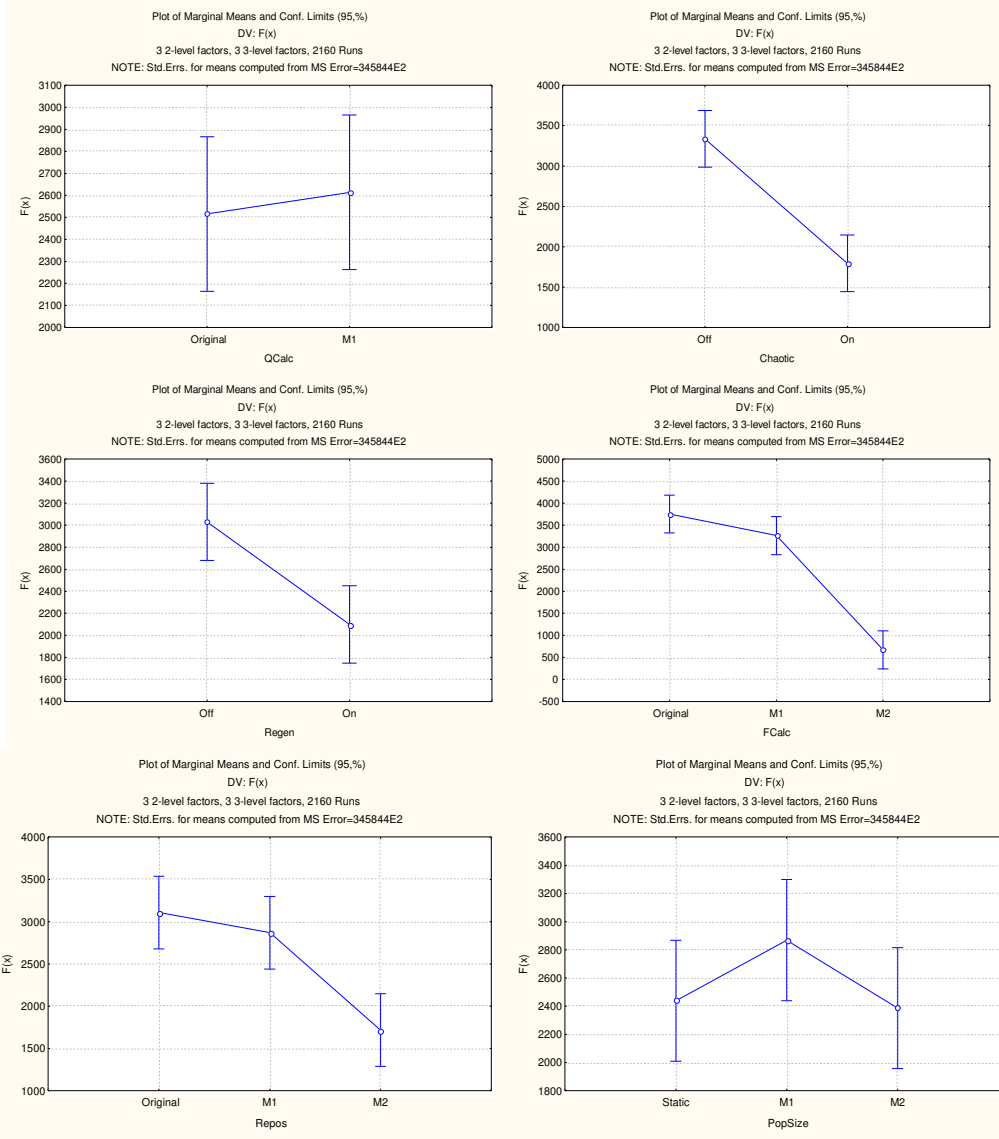 Plot of Marginal Means and Conf. Limits (95,%)
DV: F(x)
3 2-level factors, 3 3-level factors, 2160 Runs
NOTE: Std.Errs. for means computed from MS Error=345844E2
3100
3000
2900
2800
2700
2600
2500
2400
2300
2200
2100
2000
F(x)
Original M1
QCalc
Plot of Marginal Means and Conf. Limits (95,%)
DV: F(x)
3 2-level factors, 3 3-level factors, 2160 Runs
NOTE: Std.Errs. for means computed from MS Error=345844E2
4000
3500
3000
2500
2000
1500
1000
F(x)
Off On
Chaotic
Plot of Marginal Means and Conf. Limits (95,%)
DV: F(x)
3 2-level factors, 3 3-level factors, 2160 Runs
NOTE: Std.Errs. for means computed from MS Error=345844E2
3600
3400
3200
3000
2800
2600
2400
2200
2000
1800
1600
1400
F(x)
Off On
Regen
Plot of Marginal Means and Conf. Limits (95,%)
DV: F(x)
3 2-level factors, 3 3-level factors, 2160 Runs
NOTE: Std.Errs. for means computed from MS Error=345844E2
5000
4500
4000
3500
3000
2500
2000
1500
1000
500
0
-500
F(x)
Original M1 M2
FCalc
Plot of Marginal Means and Conf. Limits (95,%)
DV: F(x)
3 2-level factors, 3 3-level factors, 2160 Runs
NOTE: Std.Errs. for means computed from MS Error=345844E2
4000
3500
3000
2500
2000
1500
1000
F(x)
Original M1 M2
Repos
Plot of Marginal Means and Conf. Limits (95,%)
DV: F(x)
3 2-level factors, 3 3-level factors, 2160 Runs
NOTE: Std.Errs. for means computed from MS Error=345844E2
3600
3400
3200
3000
2800
2600
2400
2200
2000
1800
F(x)
Static M1 M2
PopSize